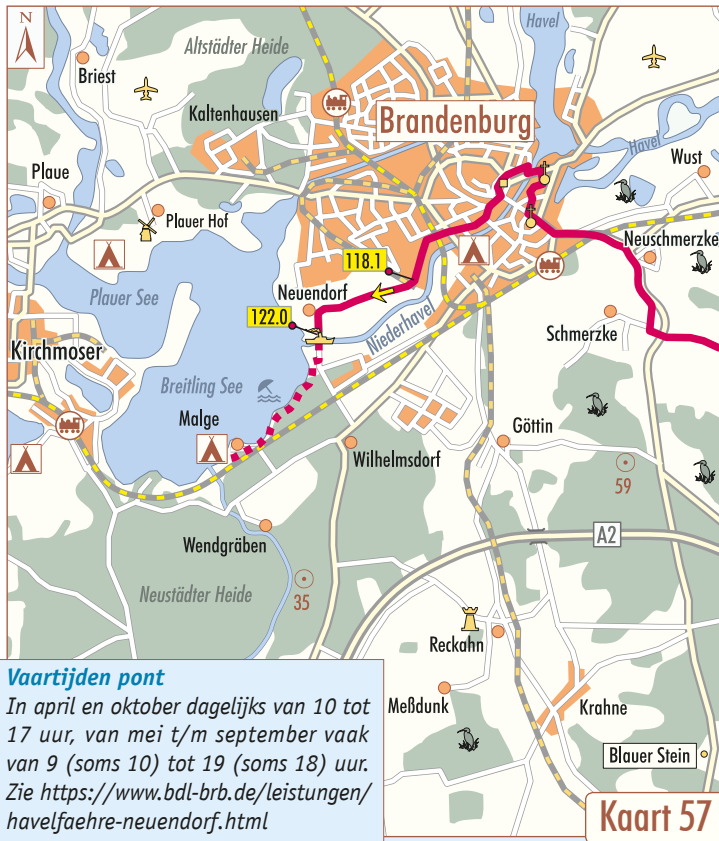 N
Havel
Altstädter Heide
Briest
Kaltenhausen
Brandenburg
Havel
Wust
Plaue
Plauer Hof
118.1
Neuschmerzke
Plauer See
Neuendorf
122.0
Niederhavel
Schmerzke
Kirchmoser
Breitling See
Malge
Göttin
Wilhelmsdorf
59
Wendgräben
A2
Neustädter Heide
35
Reckahn
Meßdunk
Krahne
Blauer Stein
Vaartijden pont
In april en oktober dagelijks van 10 tot
17 uur, van mei t/m september vaak
van 9 (soms 10) tot 19 (soms 18) uur.
Zie https://www.bdl-brb.de/leistungen/
havelfaehre-neuendorf.html
Kaart 57